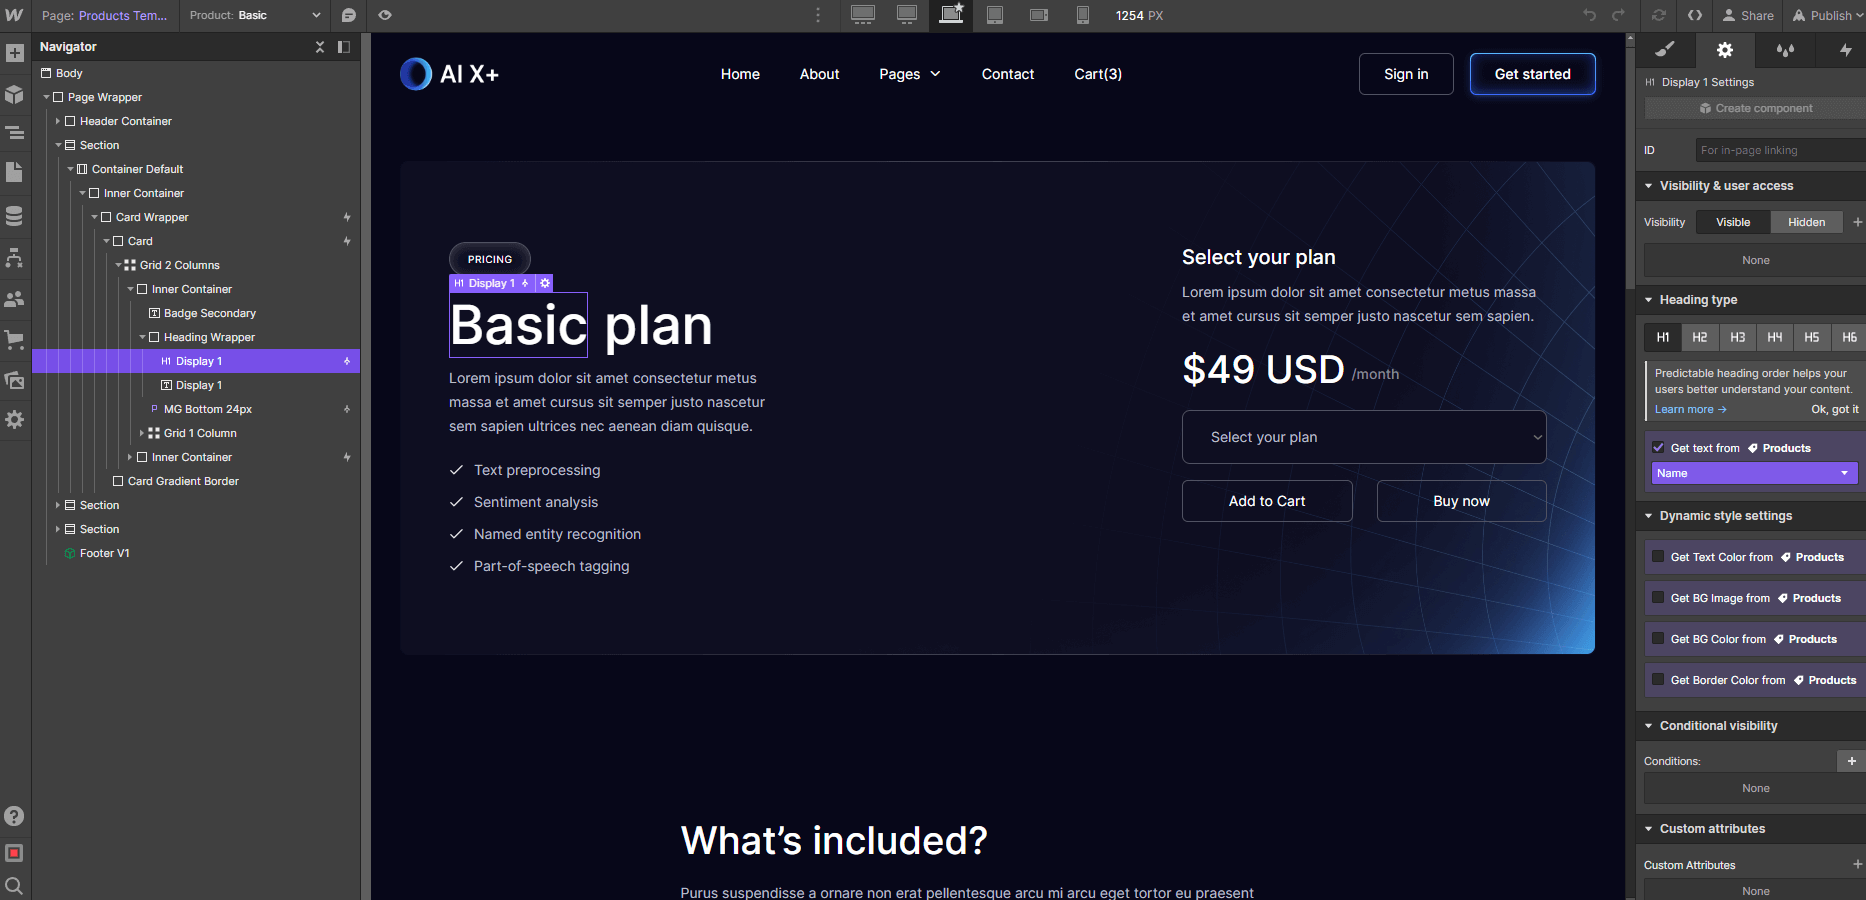 Page: Products Tem...
Product: Basic
1254 PX
Share
Publish
Navigator
Body
Page Wrapper
Header Container
Section
Container Default
Inner Container
Card Wrapper
Card
Grid 2 Columns
Inner Container
Badge Secondary
Heading Wrapper
H1 Display 1
Display 1
P MG Bottom 24px
Grid 1 Column
Inner Container
Card Gradient Border
Section
Section
Footer V1
AI X+
Home
About
Pages
Contact
Cart(3)
Sign in
Get started
PRICING
H1 Display 1
Basic plan
Lorem ipsum dolor sit amet consectetur metus
massa et amet cursus sit semper justo nascetur
sem sapien ultrices nec aenean diam quisque.
Text preprocessing
Sentiment analysis
Named entity recognition
Part-of-speech tagging
Select your plan
Lorem ipsum dolor sit amet consectetur metus massa
et amet cursus sit semper justo nascetur sem sapien.
$49 USD /month
Select your plan
Add to Cart
Buy now
What’s included?
Purus suspendisse a ornare non erat pellentesque arcu mi arcu eget tortor eu praesent
H1 Display 1 Settings
Create component
ID
For in-page linking
Visibility & user access
Visibility
Visible
Hidden
None
Heading type
H1 H2 H3 H4 H5 H6
Predictable heading order helps your
users better understand your content.
Learn more →
Ok, got it
Get text from Products
Name
Dynamic style settings
Get Text Color from Products
Get BG Image from Products
Get BG Color from Products
Get Border Color from Products
Conditional visibility
Conditions:
None
Custom attributes
Custom Attributes
None